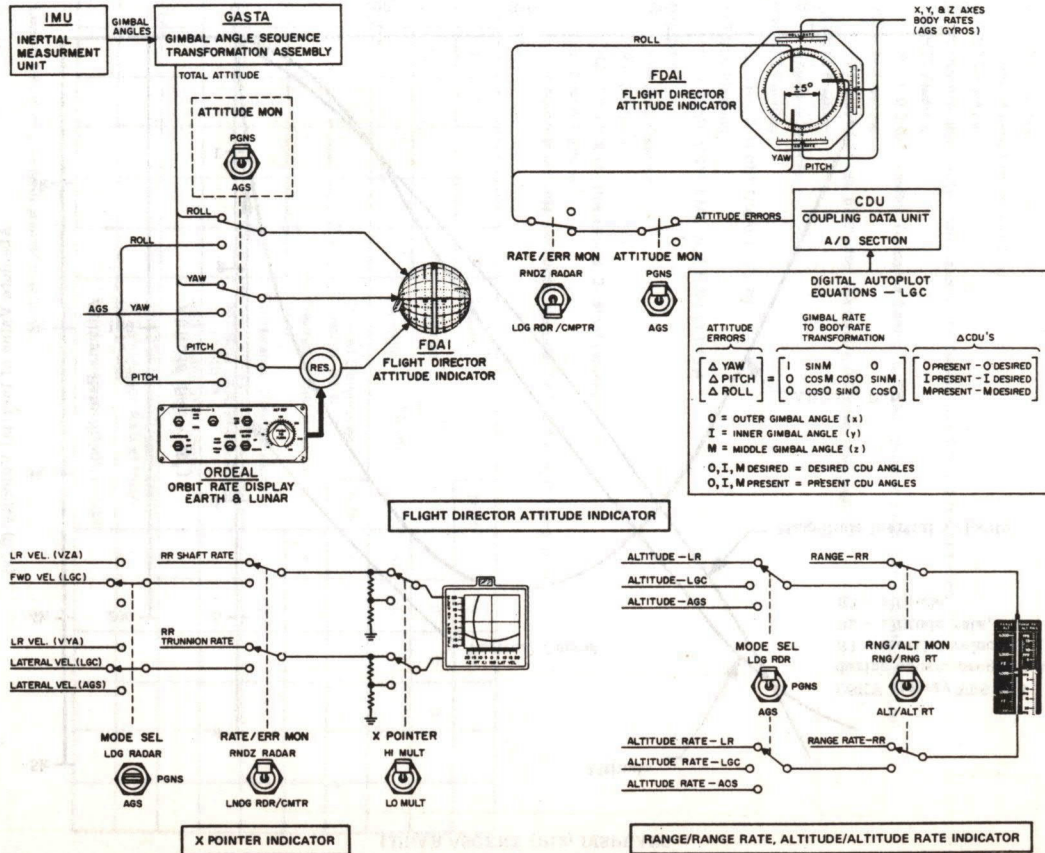 IMU
INERTIAL
MEASURMENT
UNIT
GIMBAL
ANGLES
GASTA
GIMBAL ANGLE SEQUENCE
TRANSFORMATION ASSEMBLY
TOTAL ATTITUDE
ATTITUDE MON
PGNS
AGS
ROLL
ROLL
YAW
AGS YAW
PITCH
PITCH
RES.
FDAI
FLIGHT DIRECTOR
ATTITUDE INDICATOR
ORDEAL
ORBIT RATE DISPLAY
EARTH & LUNAR
X, Y, & Z AXES
BODY RATES
(AGS GYROS)
ROLL
FDAI
FLIGHT DIRECTOR
ATTITUDE INDICATOR
±5°
YAW
PITCH
ATTITUDE ERRORS
CDU
COUPLING DATA UNIT
A/D SECTION
RATE/ERR MON
RNDZ RADAR
LDG RDR/CMPTR
ATTITUDE MON
PGNS
AGS
DIGITAL AUTOPILOT
EQUATIONS — LGC
ATTITUDE
ERRORS
GIMBAL RATE
TO BODY RATE
TRANSFORMATION
ΔCDU'S
Δ YAW 1 SINM 0 O PRESENT - O DESIRED
Δ PITCH = 0 COSM COSO SINM I PRESENT - I DESIRED
Δ ROLL 0 COSO SINO COSO M PRESENT - M DESIRED
O = OUTER GIMBAL ANGLE (x)
I = INNER GIMBAL ANGLE (y)
M = MIDDLE GIMBAL ANGLE (z)
O, I, M DESIRED = DESIRED CDU ANGLES
O, I, M PRESENT = PRESENT CDU ANGLES
FLIGHT DIRECTOR ATTITUDE INDICATOR
LR VEL. (VZA)
FWD VEL (LGC)
LR VEL. (VYA)
LATERAL VEL.(LGC)
LATERAL VEL.(AGS)
RR SHAFT RATE
RR
TRUNNION RATE
MODE SEL
LDG RADAR
PGNS
AGS
RATE/ERR MON
RNDZ RADAR
LNDG RDR/CMTR
X POINTER
HI MULT
LO MULT
X POINTER INDICATOR
ALTITUDE—LR
ALTITUDE—LGC
ALTITUDE—AGS
RANGE—RR
MODE SEL
LDG RDR
PGNS
AGS
RNG/ALT MON
RNG/RNG RT
ALT/ALT RT
ALTITUDE RATE—LR
ALTITUDE RATE—LGC
ALTITUDE RATE—AGS
RANGE RATE—RR
RANGE/RANGE RATE, ALTITUDE/ALTITUDE RATE INDICATOR